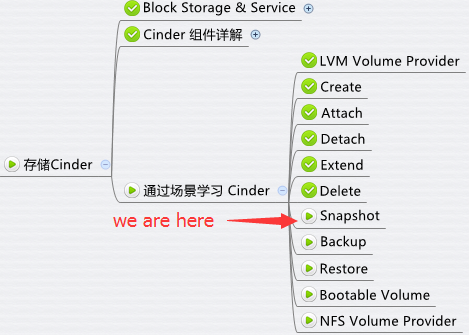 Block Storage & Service
Cinder 组件详解
LVM Volume Provider
Create
Attach
Detach
存储Cinder
Extend
通过场景学习 Cinder
Delete
we are here
Snapshot
Backup
Restore
Bootable Volume
NFS Volume Provider